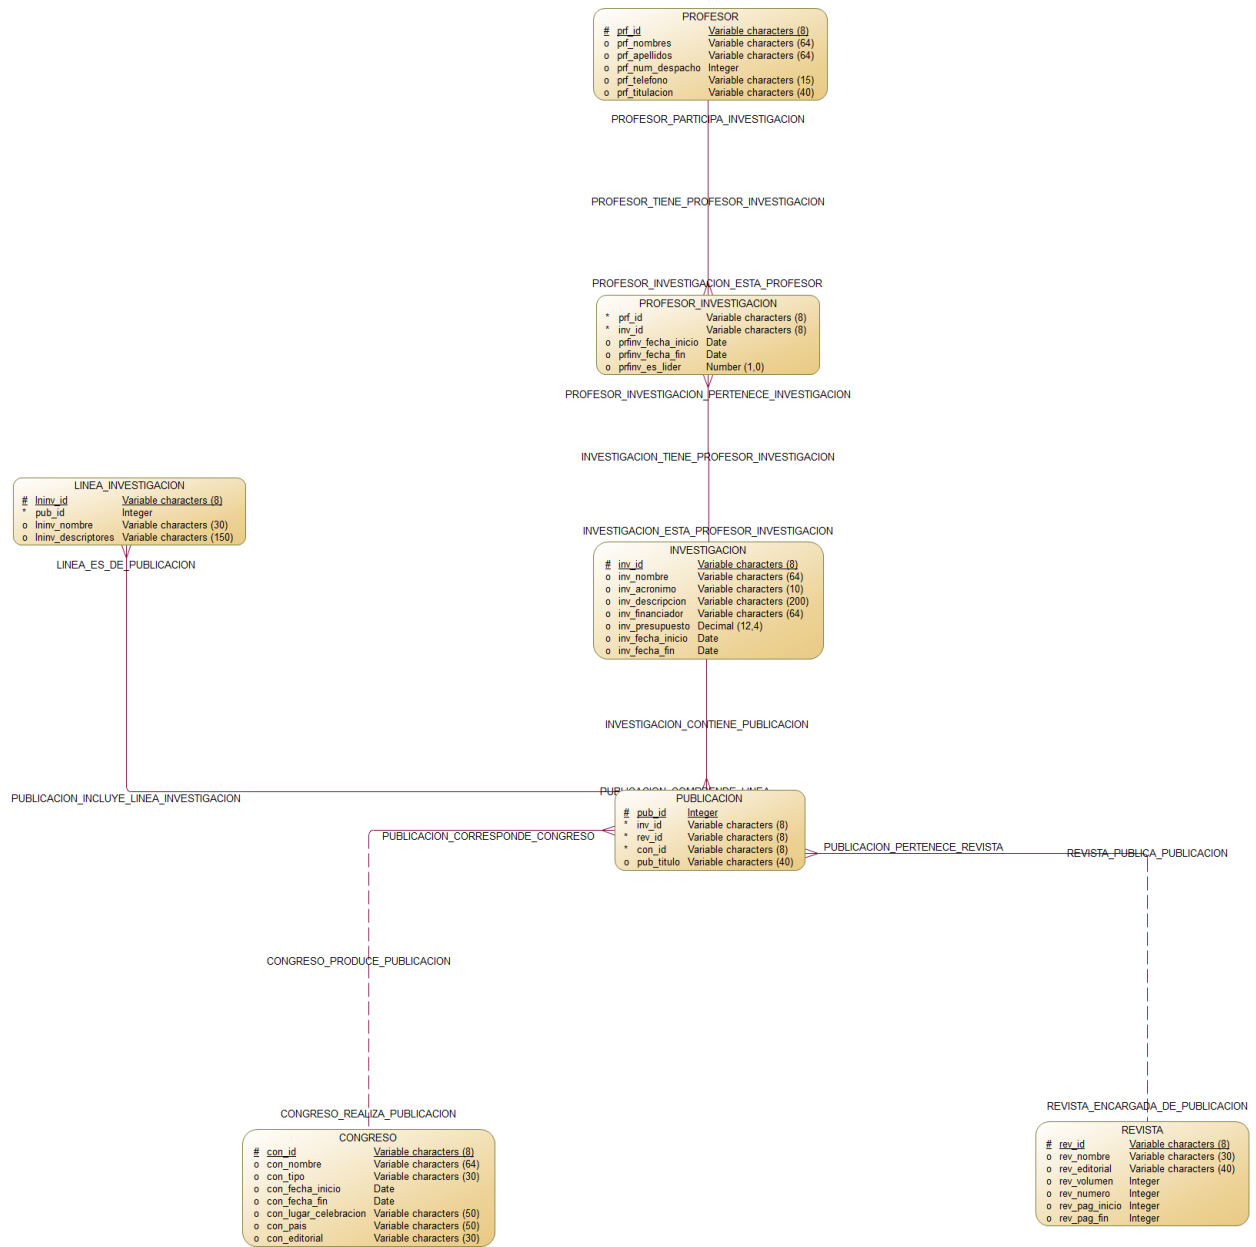 PROFESOR
# prf_id Variable characters (8)
o prf_nombres Variable characters (64)
o prf_apellidos Variable characters (64)
o prf_num_despacho Integer
o prf_telefono Variable characters (15)
o prf_titulacion Variable characters (40)
PROFESOR_PARTICIPA_INVESTIGACION
PROFESOR_TIENE_PROFESOR_INVESTIGACION
PROFESOR_INVESTIGACION_ESTA_PROFESOR
PROFESOR_INVESTIGACION
* prf_id Variable characters (8)
* inv_id Variable characters (8)
o prfinv_fecha_inicio Date
o prfinv_fecha_fin Date
o prfinv_es_lider Number (1,0)
PROFESOR_INVESTIGACION_PERTENECE_INVESTIGACION
INVESTIGACION_TIENE_PROFESOR_INVESTIGACION
LINEA_INVESTIGACION
# lninv_id Variable characters (8)
* pub_id Integer
o lninv_nombre Variable characters (30)
o lninv_descriptores Variable characters (150)
LINEA_ES_DE_PUBLICACION
INVESTIGACION_ESTA_PROFESOR_INVESTIGACION
INVESTIGACION
# inv_id Variable characters (8)
o inv_nombre Variable characters (64)
o inv_acronimo Variable characters (10)
o inv_descripcion Variable characters (200)
o inv_financiador Variable characters (64)
o inv_presupuesto Decimal (12,4)
o inv_fecha_inicio Date
o inv_fecha_fin Date
INVESTIGACION_CONTIENE_PUBLICACION
PUBLICACION_INCLUYE_LINEA_INVESTIGACION
PUBLICACION_COMPRENDE_LINEA
PUBLICACION
# pub_id Integer
* inv_id Variable characters (8)
* rev_id Variable characters (8)
* con_id Variable characters (8)
o pub_titulo Variable characters (40)
PUBLICACION_CORRESPONDE_CONGRESO
PUBLICACION_PERTENECE_REVISTA
REVISTA_PUBLICA_PUBLICACION
CONGRESO_PRODUCE_PUBLICACION
CONGRESO_REALIZA_PUBLICACION
CONGRESO
# con_id Variable characters (8)
o con_nombre Variable characters (64)
o con_tipo Variable characters (30)
o con_fecha_inicio Date
o con_fecha_fin Date
o con_lugar_celebracion Variable characters (50)
o con_pais Variable characters (50)
o con_editorial Variable characters (30)
REVISTA_ENCARGADA_DE_PUBLICACION
REVISTA
# rev_id Variable characters (8)
o rev_nombre Variable characters (30)
o rev_editorial Variable characters (40)
o rev_volumen Integer
o rev_numero Integer
o rev_pag_inicio Integer
o rev_pag_fin Integer